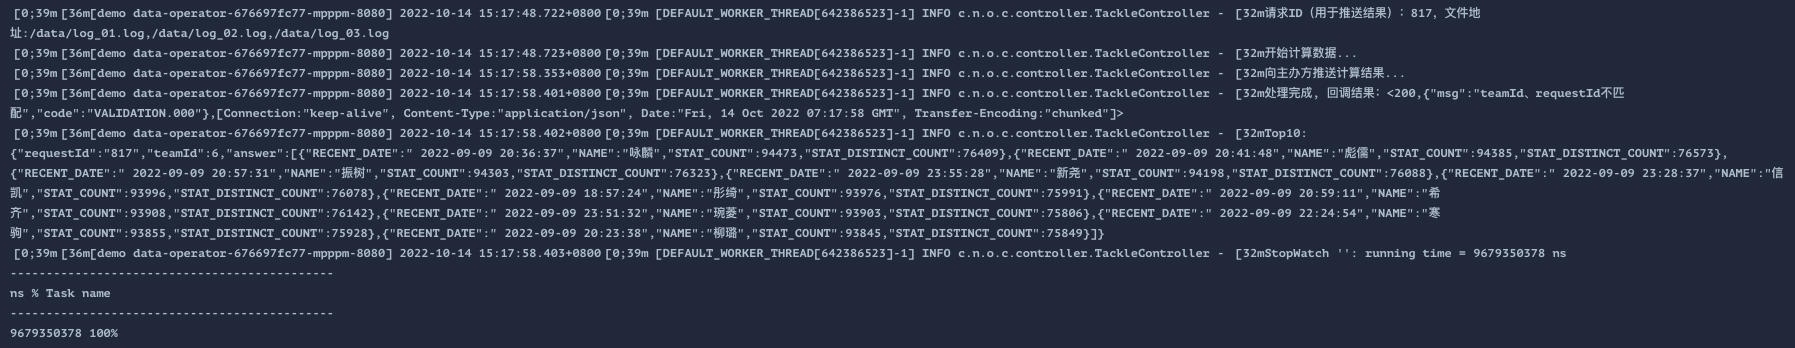 [0;39m[36m[demo data-operator-676697fc77-mpppm-8080] 2022-10-14 15:17:48.722+0800[0;39m [DEFAULT_WORKER_THREAD[642386523]-1] INFO c.n.o.c.controller.TackleController - [32m请求ID（用于推送结果）：817, 文件地
址:/data/log_01.log,/data/log_02.log,/data/log_03.log
[0;39m[36m[demo data-operator-676697fc77-mpppm-8080] 2022-10-14 15:17:48.723+0800[0;39m [DEFAULT_WORKER_THREAD[642386523]-1] INFO c.n.o.c.controller.TackleController - [32m开始计算数据...
[0;39m[36m[demo data-operator-676697fc77-mpppm-8080] 2022-10-14 15:17:58.353+0800[0;39m [DEFAULT_WORKER_THREAD[642386523]-1] INFO c.n.o.c.controller.TackleController - [32m向主办方推送计算结果...
[0;39m[36m[demo data-operator-676697fc77-mpppm-8080] 2022-10-14 15:17:58.401+0800[0;39m [DEFAULT_WORKER_THREAD[642386523]-1] INFO c.n.o.c.controller.TackleController - [32m处理完成, 回调结果: <200,{"msg":"teamId、requestId不匹
配","code":"VALIDATION.000"},[Connection:"keep-alive", Content-Type:"application/json", Date:"Fri, 14 Oct 2022 07:17:58 GMT", Transfer-Encoding:"chunked"]>
[0;39m[36m[demo data-operator-676697fc77-mpppm-8080] 2022-10-14 15:17:58.402+0800[0;39m [DEFAULT_WORKER_THREAD[642386523]-1] INFO c.n.o.c.controller.TackleController - [32mTop10:
{"requestId":"817","teamId":6,"answer":[{"RECENT_DATE":" 2022-09-09 20:36:37","NAME":"咏麟","STAT_COUNT":94473,"STAT_DISTINCT_COUNT":76409},{"RECENT_DATE":" 2022-09-09 20:41:48","NAME":"彪儒","STAT_COUNT":94385,"STAT_DISTINCT_COUNT":76573},
{"RECENT_DATE":" 2022-09-09 20:57:31","NAME":"振树","STAT_COUNT":94303,"STAT_DISTINCT_COUNT":76323},{"RECENT_DATE":" 2022-09-09 23:55:28","NAME":"新尧","STAT_COUNT":94198,"STAT_DISTINCT_COUNT":76088},{"RECENT_DATE":" 2022-09-09 23:28:37","NAME":"信
凯","STAT_COUNT":93996,"STAT_DISTINCT_COUNT":76078},{"RECENT_DATE":" 2022-09-09 18:57:24","NAME":"彤绮","STAT_COUNT":93976,"STAT_DISTINCT_COUNT":75991},{"RECENT_DATE":" 2022-09-09 20:59:11","NAME":"希
齐","STAT_COUNT":93908,"STAT_DISTINCT_COUNT":76142},{"RECENT_DATE":" 2022-09-09 23:51:32","NAME":"琬菱","STAT_COUNT":93903,"STAT_DISTINCT_COUNT":75806},{"RECENT_DATE":" 2022-09-09 22:24:54","NAME":"寒
驹","STAT_COUNT":93855,"STAT_DISTINCT_COUNT":75928},{"RECENT_DATE":" 2022-09-09 20:23:38","NAME":"柳璐","STAT_COUNT":93845,"STAT_DISTINCT_COUNT":75849}]}
[0;39m[36m[demo data-operator-676697fc77-mpppm-8080] 2022-10-14 15:17:58.403+0800[0;39m [DEFAULT_WORKER_THREAD[642386523]-1] INFO c.n.o.c.controller.TackleController - [32mStopWatch '': running time = 9679350378 ns
---------------------------------------------
ns % Task name
---------------------------------------------
9679350378 100%